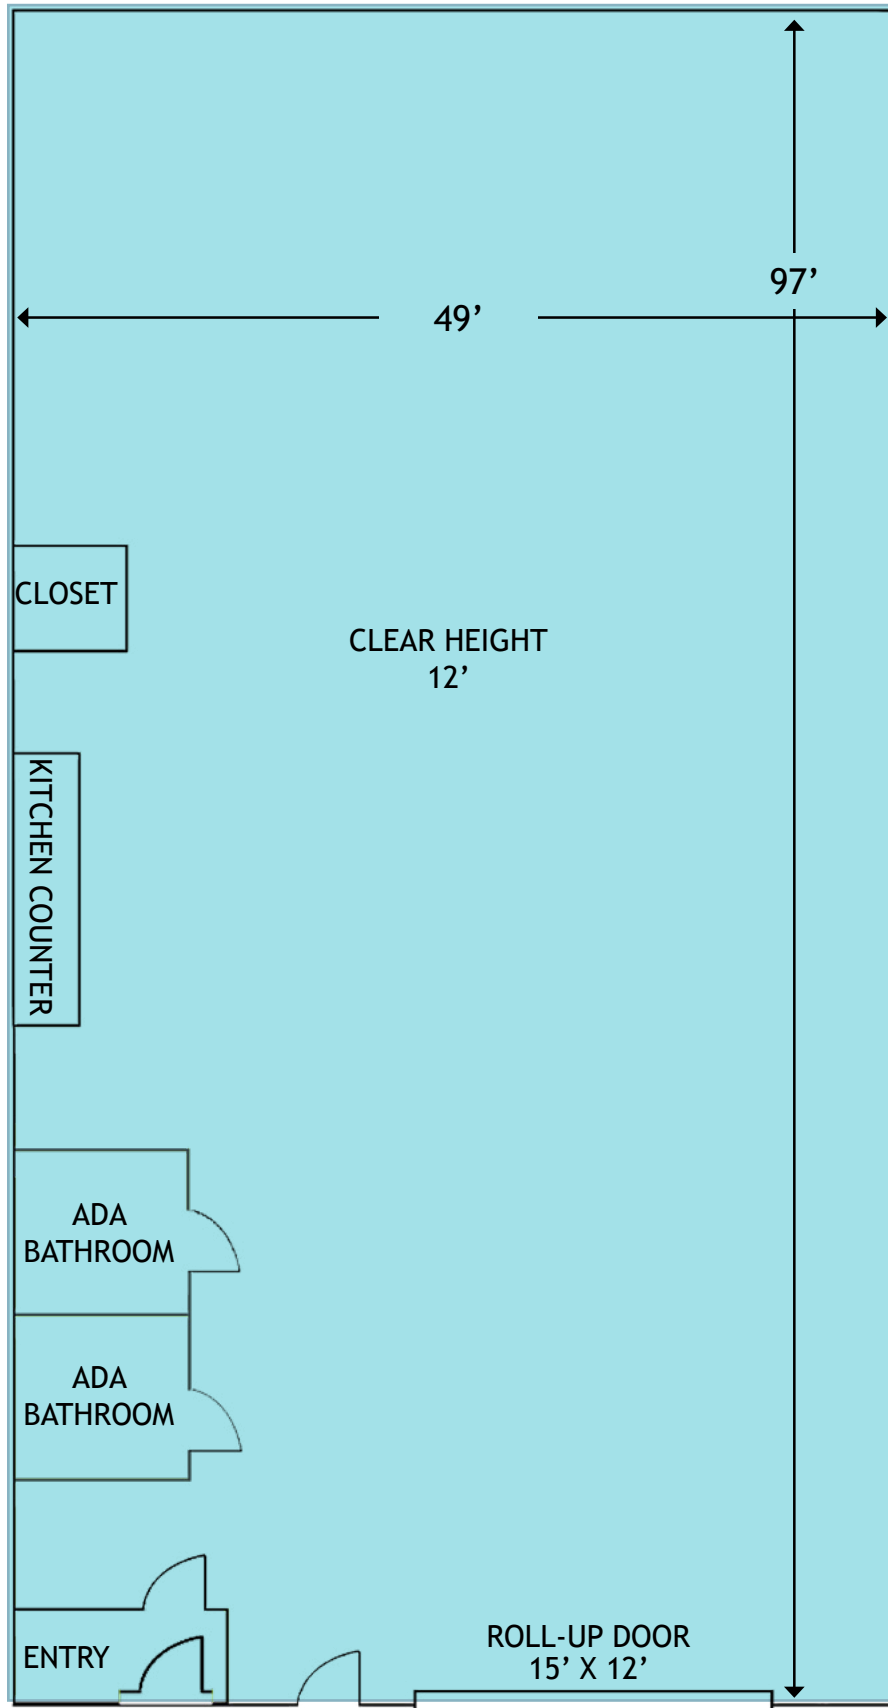 97’
49’
CLOSET
CLEAR HEIGHT
12’
KITCHEN COUNTER
ADA
BATHROOM
ADA
BATHROOM
ENTRY
ROLL-UP DOOR
15’ X 12’